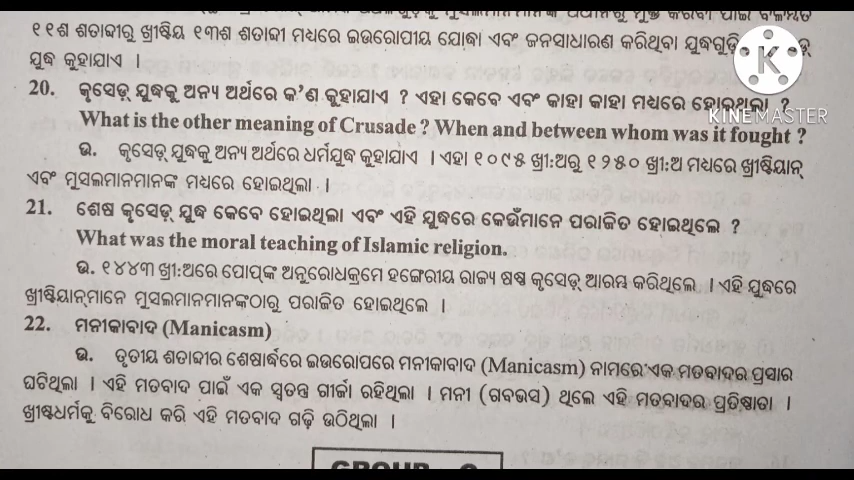 ୧୧ଶ ଶତାବ୍ଦୀରୁ ଖ୍ରୀଷ୍ଟିୟ ୧୩ଶ ଶତାବ୍ଦୀ ମଧ୍ୟରେ ଇଉରୋପୀୟ ଯୋଦ୍ଧା ଏବଂ ଜନସାଧାରଣ କରିଥିବା
ଯୁଦ୍ଧ କୁହାଯାଏ ।
20. କୃସେଡ଼୍ ଯୁଦ୍ଧକୁ ଅନ୍ୟ ଅର୍ଥରେ କ'ଣ କୁହାଯାଏ ? ଏହା କେବେ ଏବଂ କାହା କାହା ମଧ୍ୟରେ ହୋଇଥିଲା ?
KINEMASTER
What is the other meaning of Crusade ? When and between whom was it fought ?
ଉ. କୃସେଡ଼୍ ଯୁଦ୍ଧକୁ ଅନ୍ୟ ଅର୍ଥରେ ଧର୍ମଯୁଦ୍ଧ କୁହାଯାଏ । ଏହା ୧୦୯୫ ଖ୍ରୀ:ଅରୁ ୧୨୫୦ ଖ୍ରୀ:ଅ ମଧ୍ୟରେ ଖ୍ରୀଷ୍ଟିୟାନ୍
ଏବଂ ମୁସଲମାନମାନଙ୍କ ମଧ୍ୟରେ ହୋଇଥିଲା ।
21. ଶେଷ କୃସେଡ଼୍ ଯୁଦ୍ଧ କେବେ ହୋଇଥିଲା ଏବଂ ଏହି ଯୁଦ୍ଧରେ କେଉଁମାନେ ପରାଜିତ ହୋଇଥିଲେ ?
What was the moral teaching of Islamic religion.
ଉ. ୧୪୪୩ ଖ୍ରୀ:ଅରେ ପୋପ୍‌ଙ୍କ ଅନୁରୋଧକ୍ରମେ ହଙ୍ଗେରୀୟ ରାଜ୍ୟ ଷଷ୍ଠ କୃସେଡ଼୍ ଆରମ୍ଭ କରିଥିଲେ । ଏହି ଯୁଦ୍ଧରେ
ଖ୍ରୀଷ୍ଟିୟାନ୍‌ମାନେ ମୁସଲମାନମାନଙ୍କଠାରୁ ପରାଜିତ ହୋଇଥିଲେ ।
22. ମନୀକାବାଦ (Manicasm)
ଉ. ତୃତୀୟ ଶତାବ୍ଦୀର ଶେଷାର୍ଦ୍ଧରେ ଇଉରୋପରେ ମନୀକାବାଦ (Manicasm) ନାମରେ ଏକ ମତବାଦର ପ୍ରସାର
ଘଟିଥିଲା । ଏହି ମତବାଦ ପାଇଁ ଏକ ସ୍ୱତନ୍ତ୍ର ଗୀର୍ଜା ରହିଥିଲା । ମନୀ (ଗବଭସ) ଥିଲେ ଏହି ମତବାଦର ପ୍ରତିଷ୍ଠାତା ।
ଖ୍ରୀଷ୍ଟଧର୍ମକୁ ବିରୋଧ କରି ଏହି ମତବାଦ ଗଢ଼ି ଉଠିଥିଲା ।